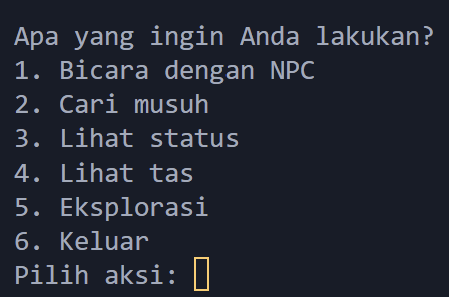 Apa yang ingin Anda lakukan?
1. Bicara dengan NPC
2. Cari musuh
3. Lihat status
4. Lihat tas
5. Eksplorasi
6. Keluar
Pilih aksi: